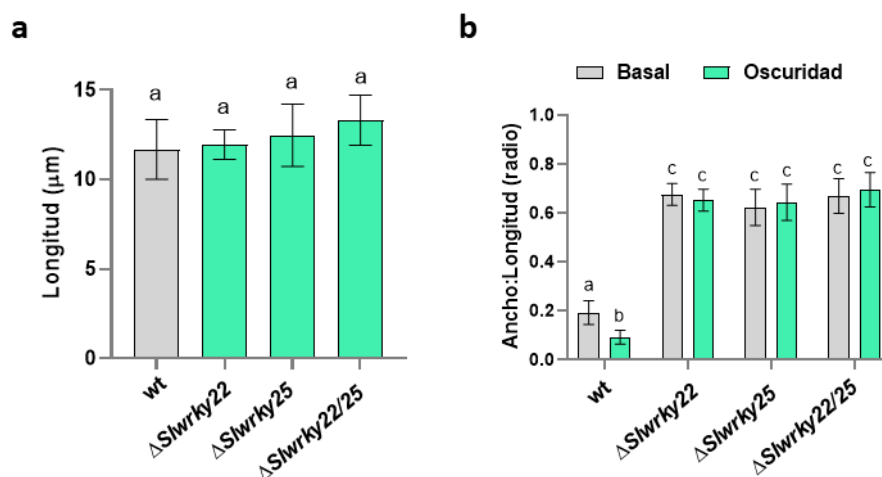 a
Longitud (µm)
15
10
5
0
a
a
a
a
wt
ΔSlwrky22
ΔSlwrky25
ΔSlwrky22/25
b
Basal
Oscuridad
Ancho:Longitud (radio)
1.0
0.8
0.6
0.4
0.2
0.0
a
b
c
c
c
c
c
c
wt
ΔSlwrky22
ΔSlwrky25
ΔSlwrky22/25